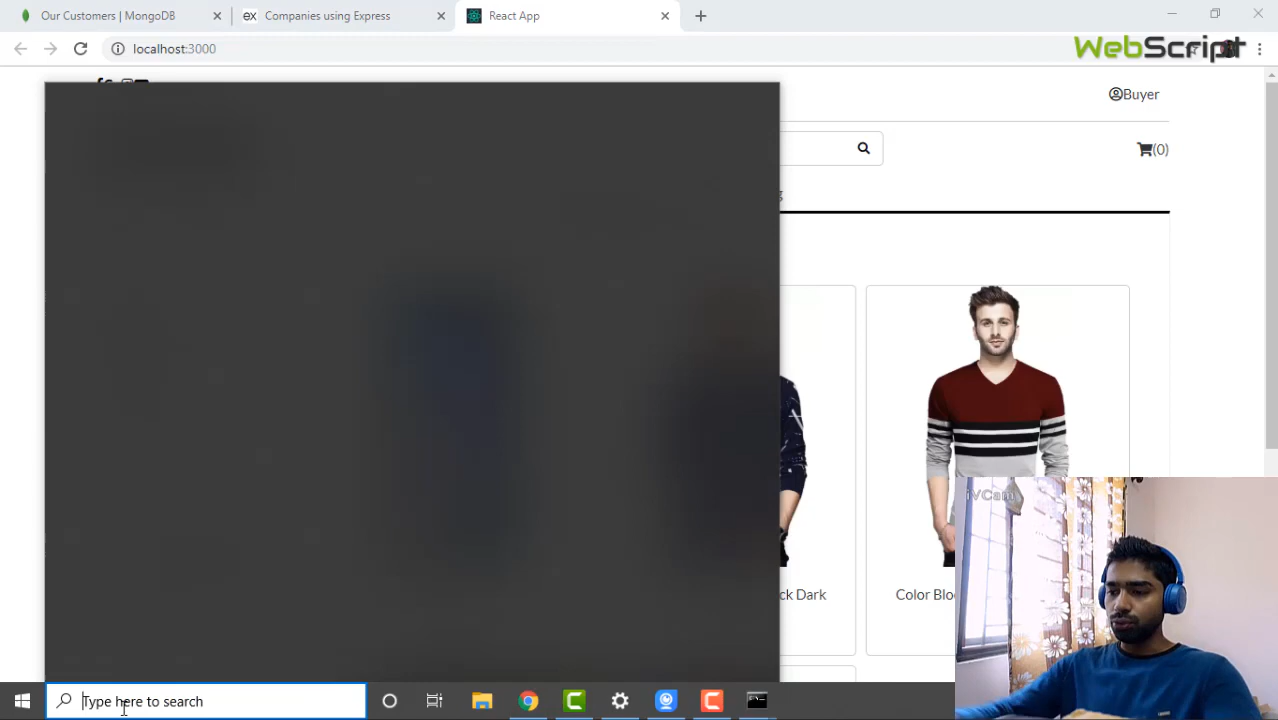 Our Customers | MongoDB
Companies using Express
React App
localhost:3000
WebScript
Buyer
(0)
ck Dark
Color Blo
iVCam
Type here to search